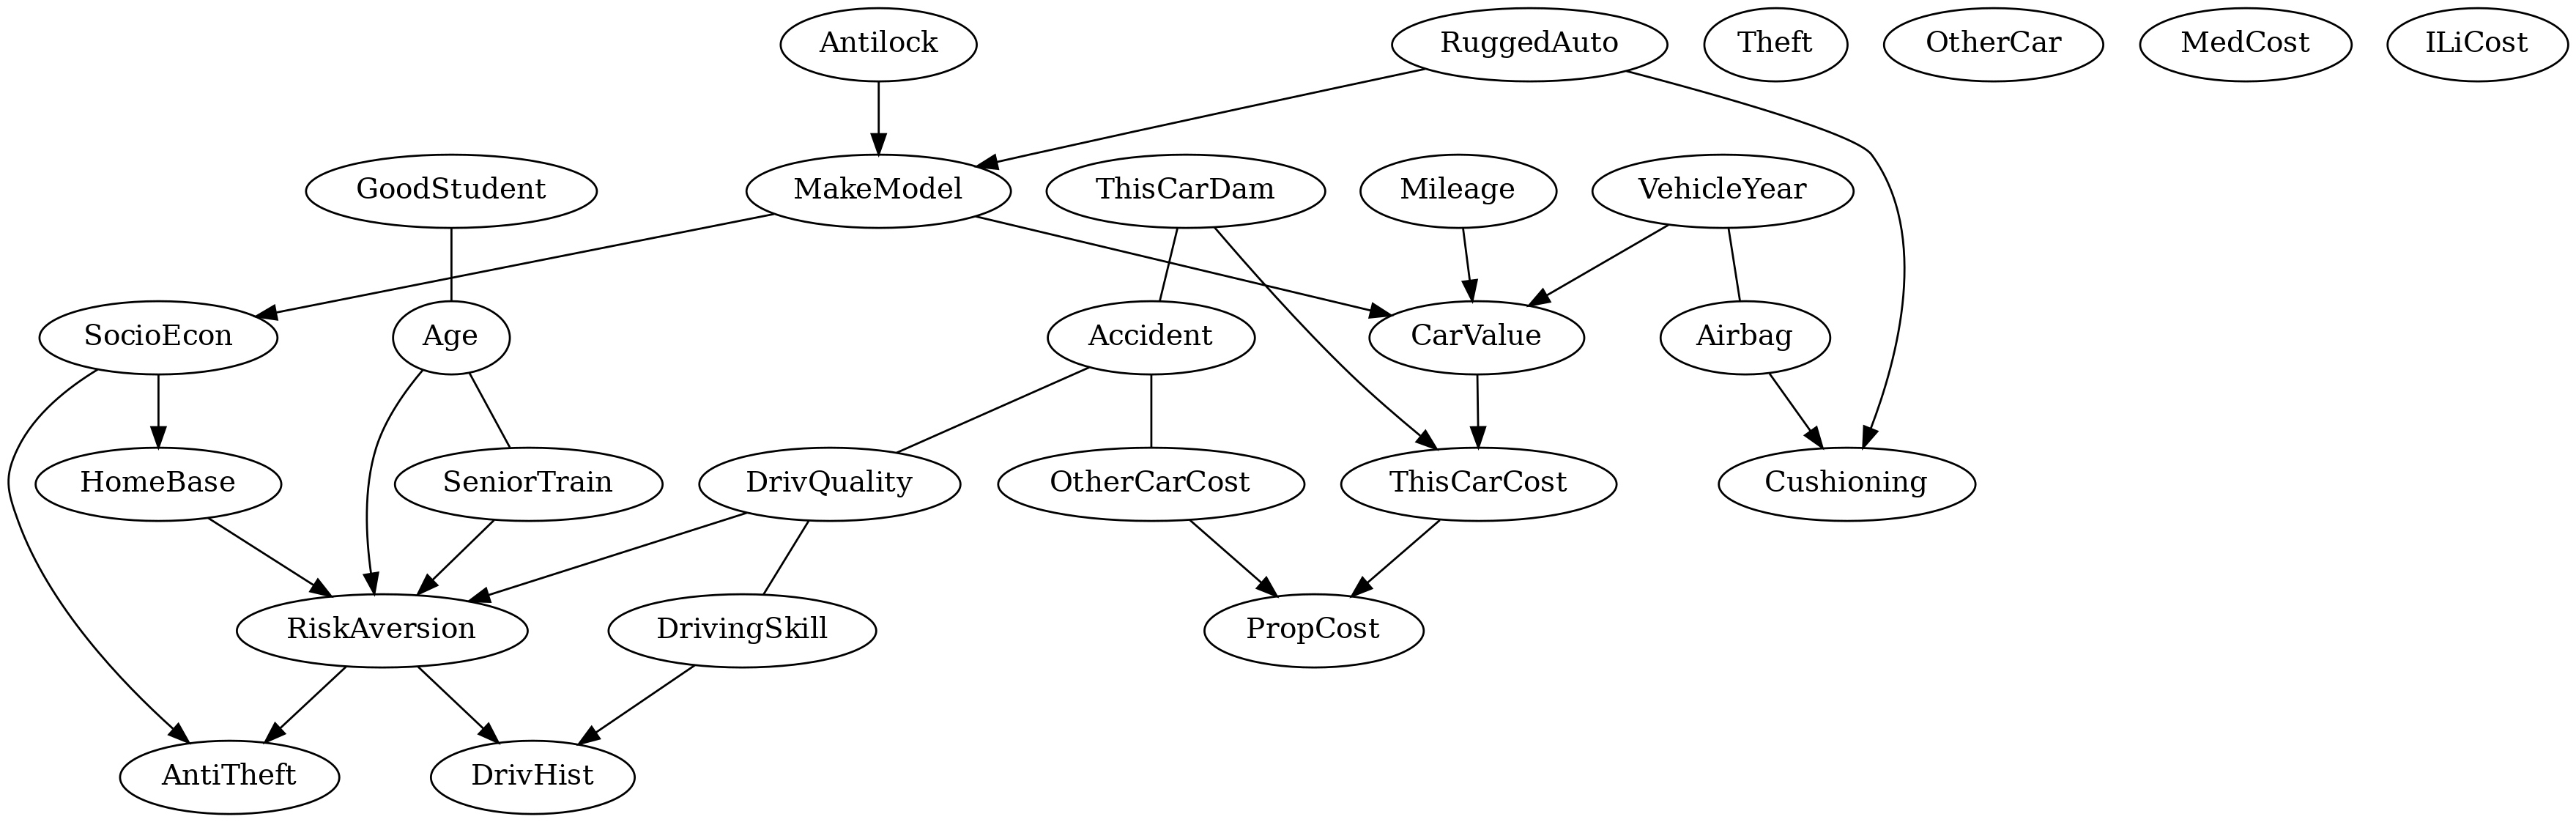 Antilock
RuggedAuto
Theft
OtherCar
MedCost
ILiCost
GoodStudent
MakeModel
ThisCarDam
Mileage
VehicleYear
SocioEcon
Age
Accident
CarValue
Airbag
HomeBase
SeniorTrain
DrivQuality
OtherCarCost
ThisCarCost
Cushioning
RiskAversion
DrivingSkill
PropCost
AntiTheft
DrivHist